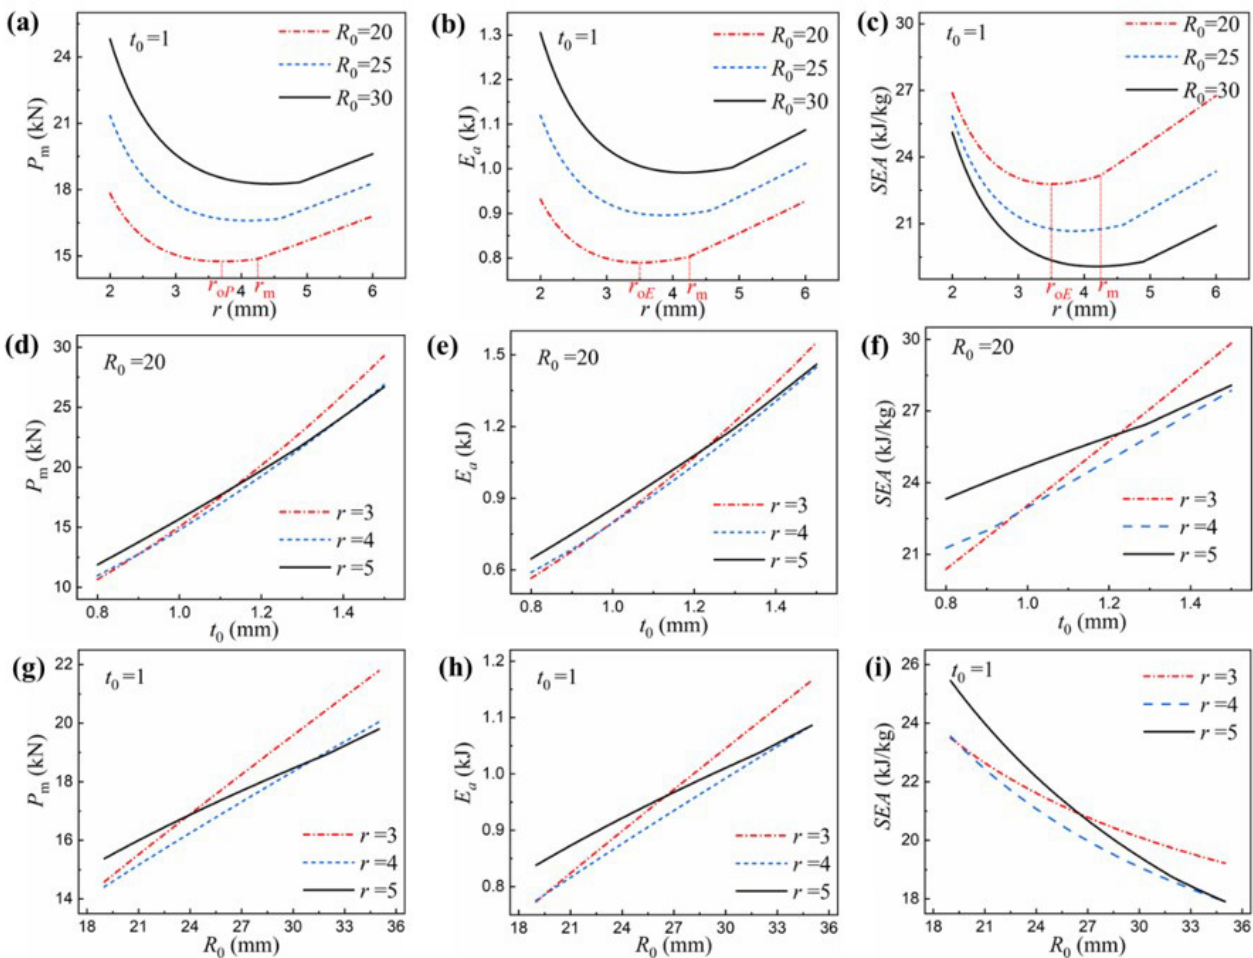 (a)
t₀=1
R₀=20
R₀=25
R₀=30
24
21
18
15
Pₘ (kN)
2 3 4 5 6
rₒP rₘ
r (mm)
(b)
t₀=1
R₀=20
R₀=25
R₀=30
1.3
1.2
1.1
1.0
0.9
0.8
Eₐ (kJ)
2 3 4 5 6
rₒE rₘ
r (mm)
(c)
t₀=1
R₀=20
R₀=25
R₀=30
30
27
24
21
SEA (kJ/kg)
2 3 4 5 6
rₒE rₘ
r (mm)
(d)
R₀=20
30
25
20
15
10
Pₘ (kN)
r =3
r =4
r =5
0.8 1.0 1.2 1.4
t₀ (mm)
(e)
R₀=20
1.5
1.2
0.9
0.6
Eₐ (kJ)
r =3
r =4
r =5
0.8 1.0 1.2 1.4
t₀ (mm)
(f)
R₀=20
30
27
24
21
SEA (kJ/kg)
r =3
r =4
r =5
0.8 1.0 1.2 1.4
t₀ (mm)
(g)
t₀=1
22
20
18
16
14
Pₘ (kN)
r =3
r =4
r =5
18 21 24 27 30 33 36
R₀ (mm)
(h)
t₀=1
1.2
1.1
1.0
0.9
0.8
Eₐ (kJ)
r =3
r =4
r =5
18 21 24 27 30 33 36
R₀ (mm)
(i)
t₀=1
26
24
22
20
18
SEA (kJ/kg)
r =3
r =4
r =5
18 21 24 27 30 33 36
R₀ (mm)